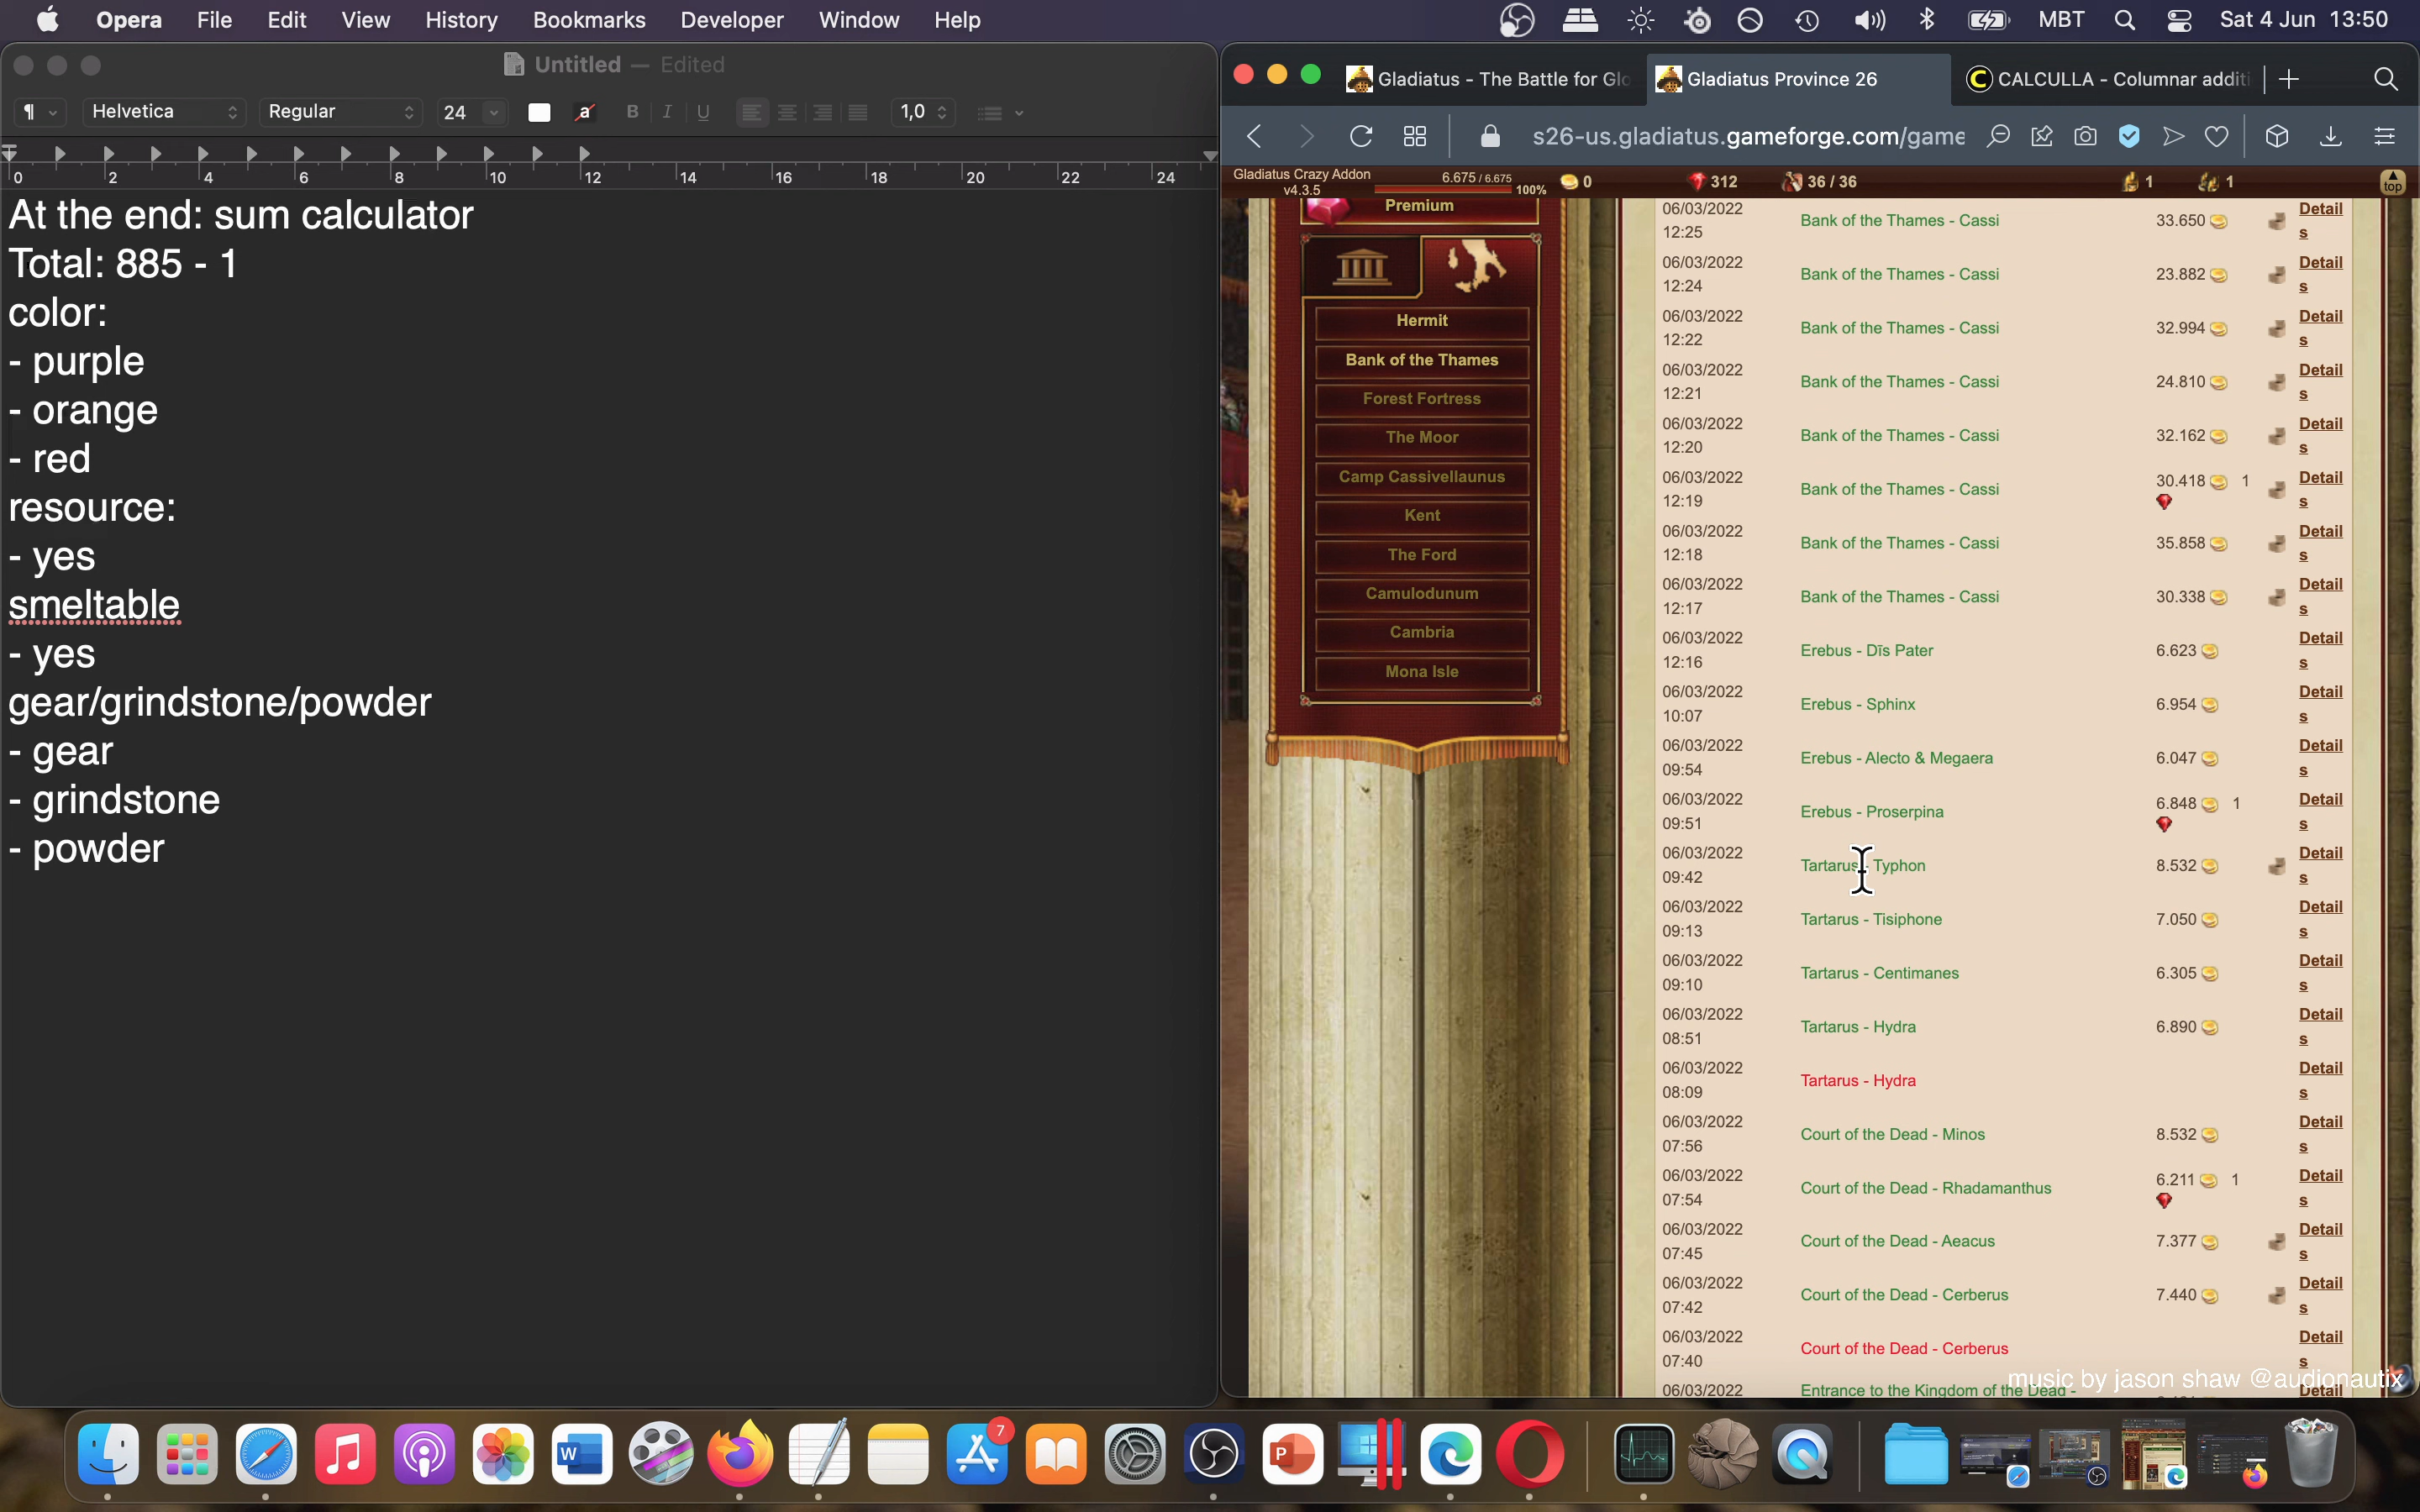 Opera File Edit View History Bookmarks Developer Window Help MBT Sat 4 Jun 13:50
Untitled — Edited
¶ Helvetica Regular 24 a B I U 1,0
0 2 4 6 8 10 12 14 16 18 20 22 24
At the end: sum calculator
Total: 885 - 1
color:
- purple
- orange
- red
resource:
- yes
smeltable
- yes
gear/grindstone/powder
- gear
- grindstone
- powder
Gladiatus - The Battle for Glo
Gladiatus Province 26
CALCULLA - Columnar additi
s26-us.gladiatus.gameforge.com/game
Gladiatus Crazy Addon
v4.3.5
6.675 / 6.675
100%
0
312
36 / 36
1
1
top
Premium
Hermit
Bank of the Thames
Forest Fortress
The Moor
Camp Cassivellaunus
Kent
The Ford
Camulodunum
Cambria
Mona Isle
06/03/2022 12:25 Bank of the Thames - Cassi 33.650 Details
06/03/2022 12:24 Bank of the Thames - Cassi 23.882 Details
06/03/2022 12:22 Bank of the Thames - Cassi 32.994 Details
06/03/2022 12:21 Bank of the Thames - Cassi 24.810 Details
06/03/2022 12:20 Bank of the Thames - Cassi 32.162 Details
06/03/2022 12:19 Bank of the Thames - Cassi 30.418 1 Details
06/03/2022 12:18 Bank of the Thames - Cassi 35.858 Details
06/03/2022 12:17 Bank of the Thames - Cassi 30.338 Details
06/03/2022 12:16 Erebus - Dīs Pater 6.623 Details
06/03/2022 10:07 Erebus - Sphinx 6.954 Details
06/03/2022 09:54 Erebus - Alecto & Megaera 6.047 Details
06/03/2022 09:51 Erebus - Proserpina 6.848 1 Details
06/03/2022 09:42 Tartarus - Typhon 8.532 Details
06/03/2022 09:13 Tartarus - Tisiphone 7.050 Details
06/03/2022 09:10 Tartarus - Centimanes 6.305 Details
06/03/2022 08:51 Tartarus - Hydra 6.890 Details
06/03/2022 08:09 Tartarus - Hydra Details
06/03/2022 07:56 Court of the Dead - Minos 8.532 Details
06/03/2022 07:54 Court of the Dead - Rhadamanthus 6.211 1 Details
06/03/2022 07:45 Court of the Dead - Aeacus 7.377 Details
06/03/2022 07:42 Court of the Dead - Cerberus 7.440 Details
06/03/2022 07:40 Court of the Dead - Cerberus Details
06/03/2022 Entrance to the Kingdom of the Dead - Detail
music by jason shaw @audionautix
7
W
P